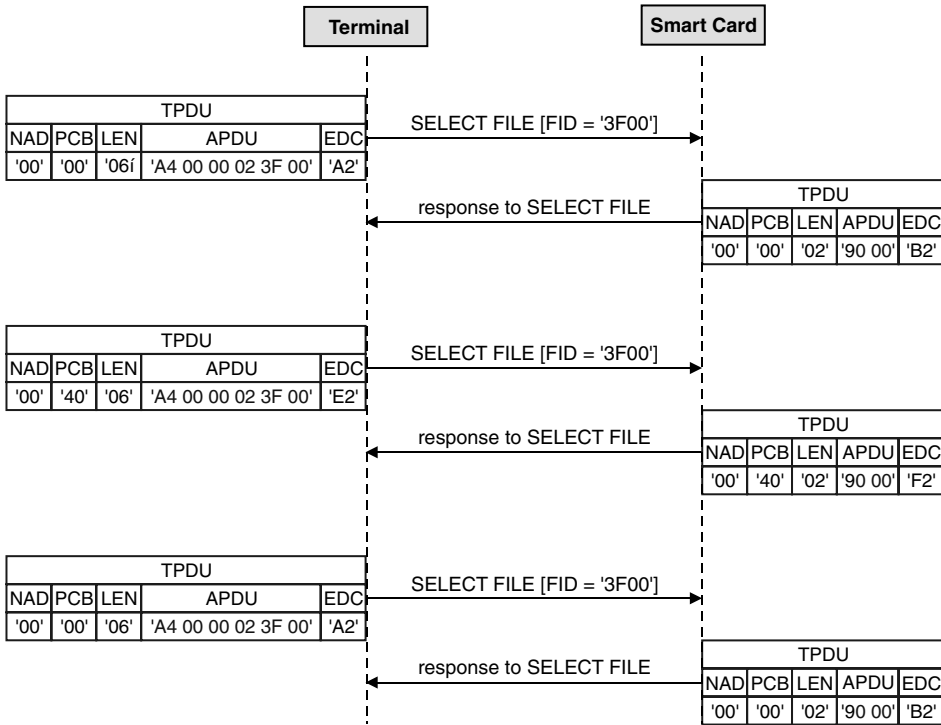 Terminal
Smart Card
TPDU
NAD PCB LEN APDU EDC
'00' '00' '06í 'A4 00 00 02 3F 00' 'A2'
SELECT FILE [FID = '3F00']
response to SELECT FILE
TPDU
NAD PCB LEN APDU EDC
'00' '00' '02' '90 00' 'B2'
TPDU
NAD PCB LEN APDU EDC
'00' '40' '06' 'A4 00 00 02 3F 00' 'E2'
SELECT FILE [FID = '3F00']
response to SELECT FILE
TPDU
NAD PCB LEN APDU EDC
'00' '40' '02' '90 00' 'F2'
TPDU
NAD PCB LEN APDU EDC
'00' '00' '06' 'A4 00 00 02 3F 00' 'A2'
SELECT FILE [FID = '3F00']
response to SELECT FILE
TPDU
NAD PCB LEN APDU EDC
'00' '00' '02' '90 00' 'B2'